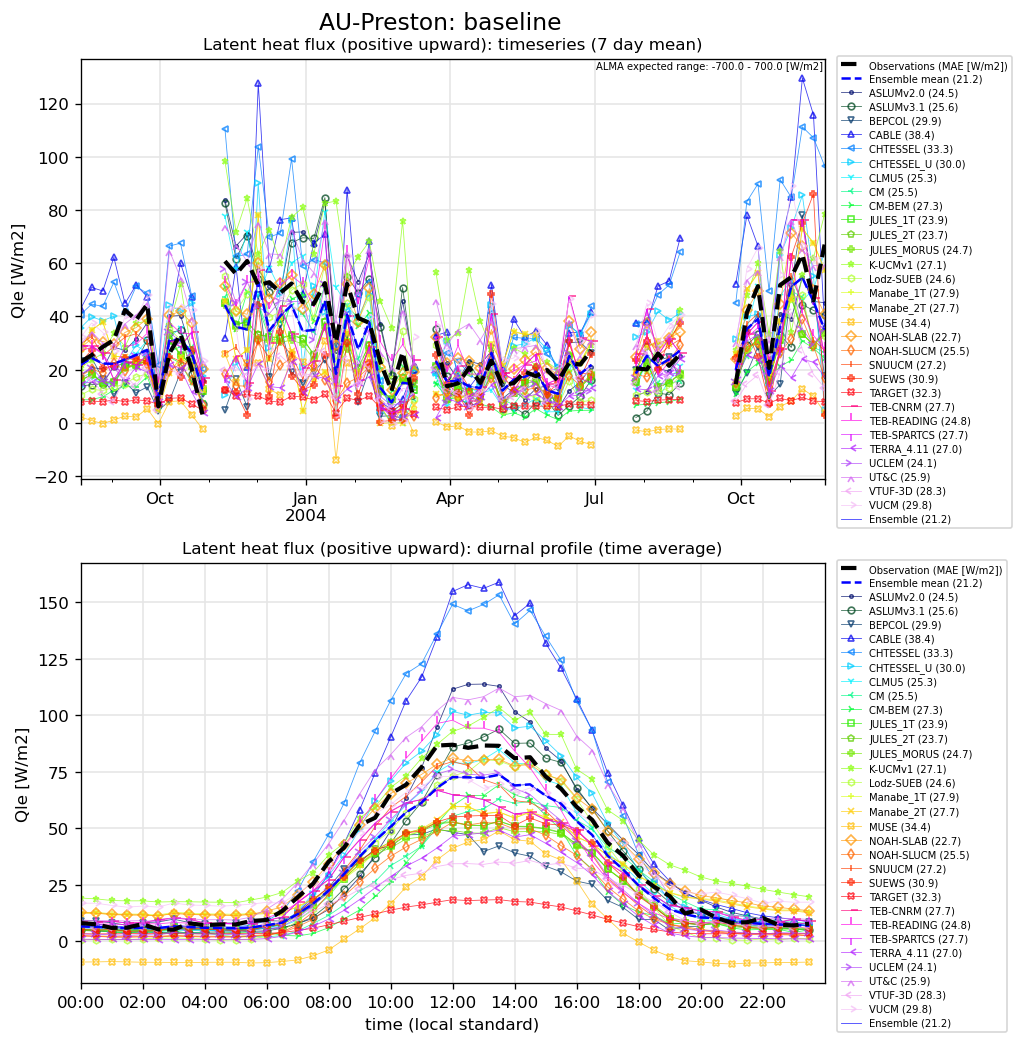 AU-Preston: baseline
Latent heat flux (positive upward): timeseries (7 day mean)
ALMA expected range: -700.0 - 700.0 [W/m2]
Qle [W/m2]
120
100
80
60
40
20
0
−20
Oct
Jan
2004
Apr
Jul
Oct
Observations (MAE [W/m2])
Ensemble mean (21.2)
ASLUMv2.0 (24.5)
ASLUMv3.1 (25.6)
BEPCOL (29.9)
CABLE (38.4)
CHTESSEL (33.3)
CHTESSEL_U (30.0)
CLMU5 (25.3)
CM (25.5)
CM-BEM (27.3)
JULES_1T (23.9)
JULES_2T (23.7)
JULES_MORUS (24.7)
K-UCMv1 (27.1)
Lodz-SUEB (24.6)
Manabe_1T (27.9)
Manabe_2T (27.7)
MUSE (34.4)
NOAH-SLAB (22.7)
NOAH-SLUCM (25.5)
SNUUCM (27.2)
SUEWS (30.9)
TARGET (32.3)
TEB-CNRM (27.7)
TEB-READING (24.8)
TEB-SPARTCS (27.7)
TERRA_4.11 (27.0)
UCLEM (24.1)
UT&C (25.9)
VTUF-3D (28.3)
VUCM (29.8)
Ensemble (21.2)
Latent heat flux (positive upward): diurnal profile (time average)
Qle [W/m2]
150
125
100
75
50
25
0
00:00
02:00
04:00
06:00
08:00
10:00
12:00
14:00
16:00
18:00
20:00
22:00
time (local standard)
Observation (MAE [W/m2])
Ensemble mean (21.2)
ASLUMv2.0 (24.5)
ASLUMv3.1 (25.6)
BEPCOL (29.9)
CABLE (38.4)
CHTESSEL (33.3)
CHTESSEL_U (30.0)
CLMU5 (25.3)
CM (25.5)
CM-BEM (27.3)
JULES_1T (23.9)
JULES_2T (23.7)
JULES_MORUS (24.7)
K-UCMv1 (27.1)
Lodz-SUEB (24.6)
Manabe_1T (27.9)
Manabe_2T (27.7)
MUSE (34.4)
NOAH-SLAB (22.7)
NOAH-SLUCM (25.5)
SNUUCM (27.2)
SUEWS (30.9)
TARGET (32.3)
TEB-CNRM (27.7)
TEB-READING (24.8)
TEB-SPARTCS (27.7)
TERRA_4.11 (27.0)
UCLEM (24.1)
UT&C (25.9)
VTUF-3D (28.3)
VUCM (29.8)
Ensemble (21.2)